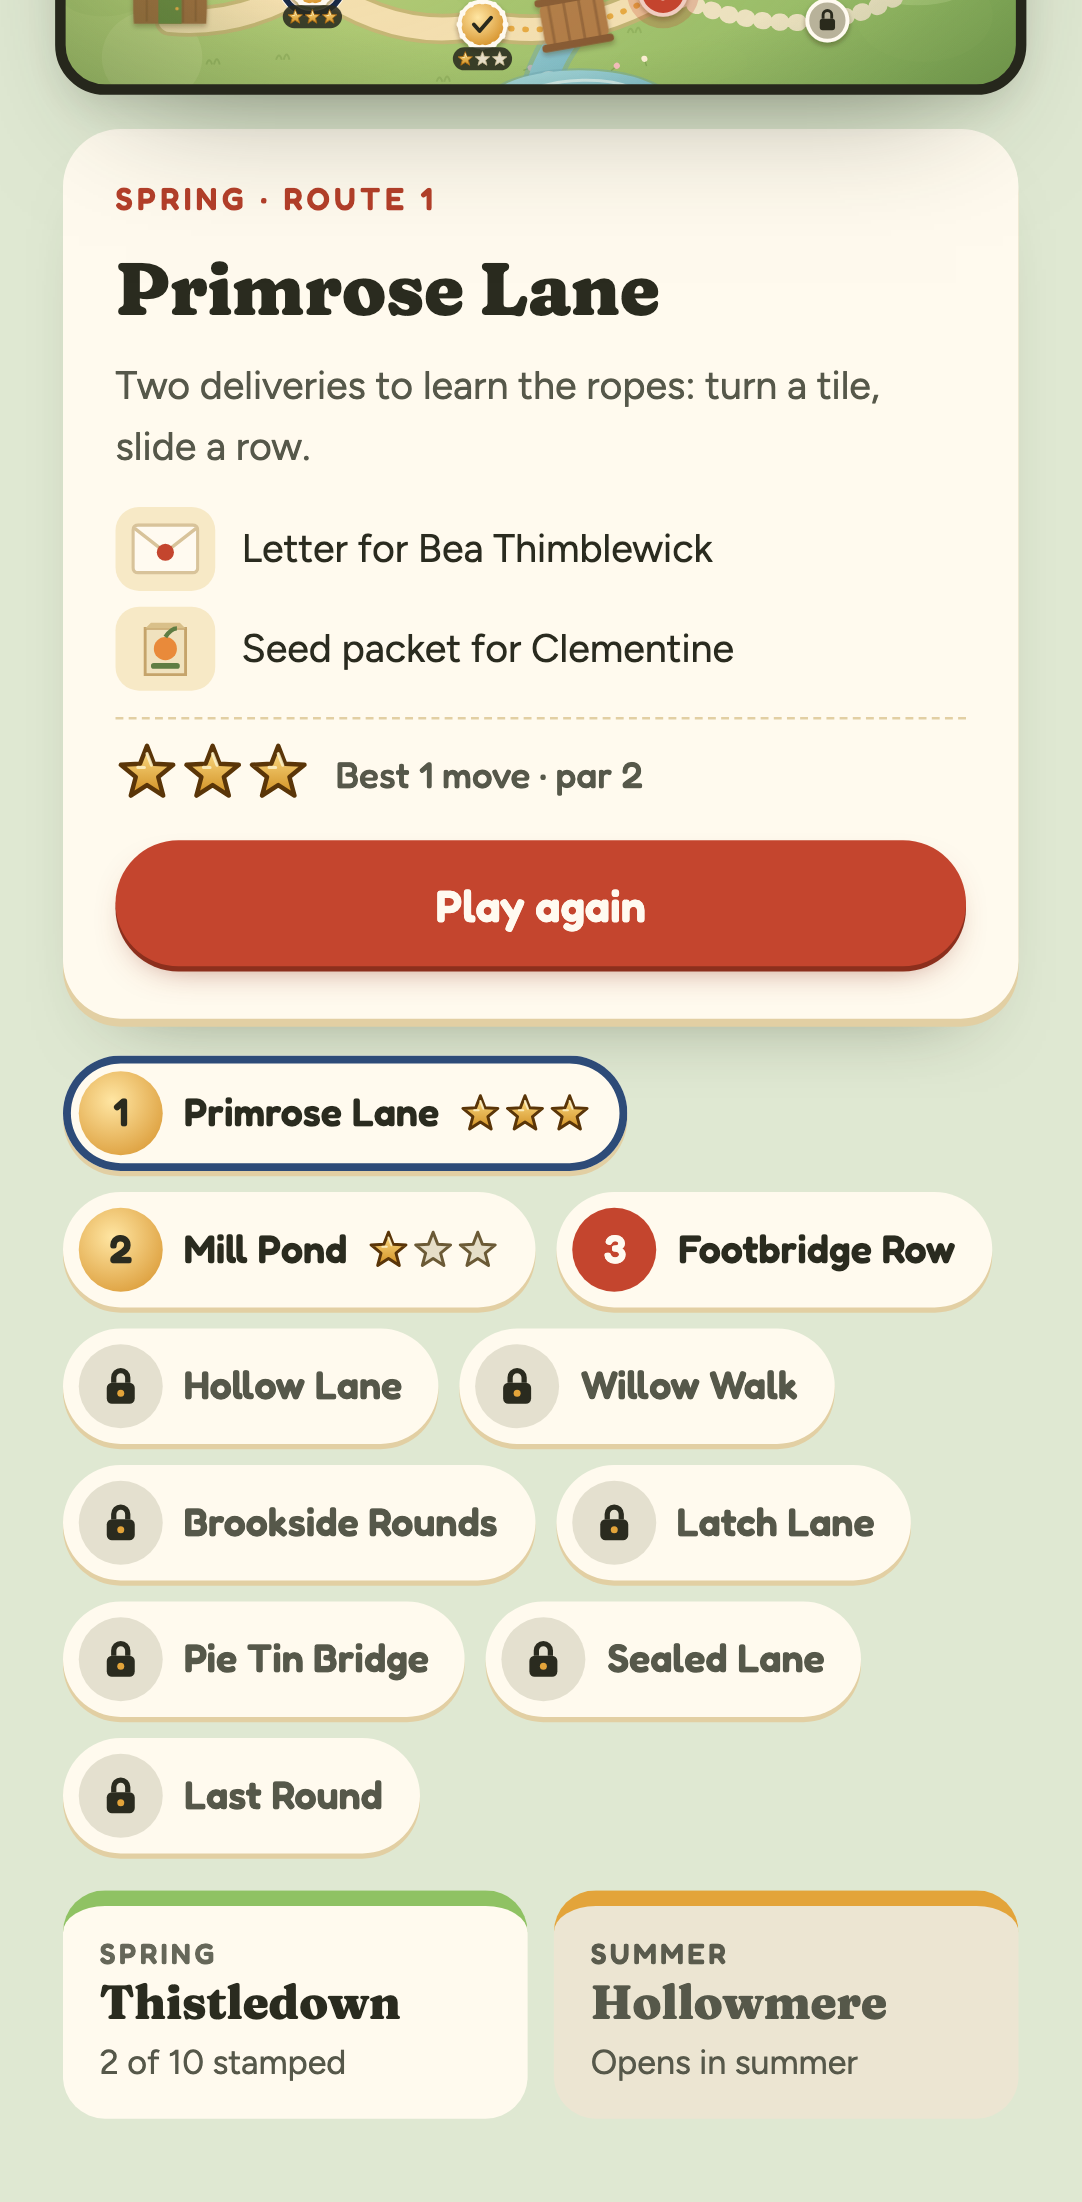 SPRING · ROUTE 1
Primrose Lane
Two deliveries to learn the ropes: turn a tile,
slide a row.
Letter for Bea Thimblewick
Seed packet for Clementine
Best 1 move · par 2
Play again
1 Primrose Lane
2 Mill Pond
3 Footbridge Row
Hollow Lane
Willow Walk
Brookside Rounds
Latch Lane
Pie Tin Bridge
Sealed Lane
Last Round
SPRING
Thistledown
2 of 10 stamped
SUMMER
Hollowmere
Opens in summer